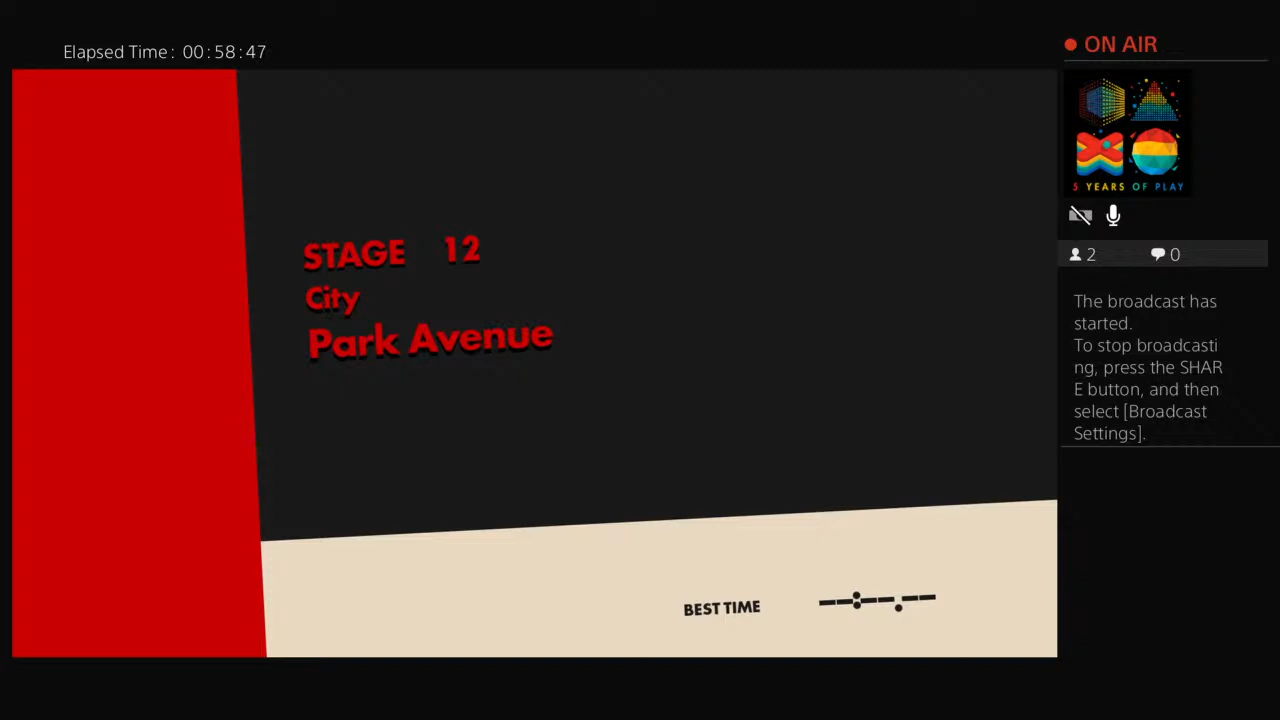 Elapsed Time: 00:58:47
ON AIR
5 YEARS OF PLAY
2 0
The broadcast has
started.
To stop broadcasti
ng, press the SHAR
E button, and then
select [Broadcast
Settings].
STAGE 12
City
Park Avenue
BEST TIME --:--.--